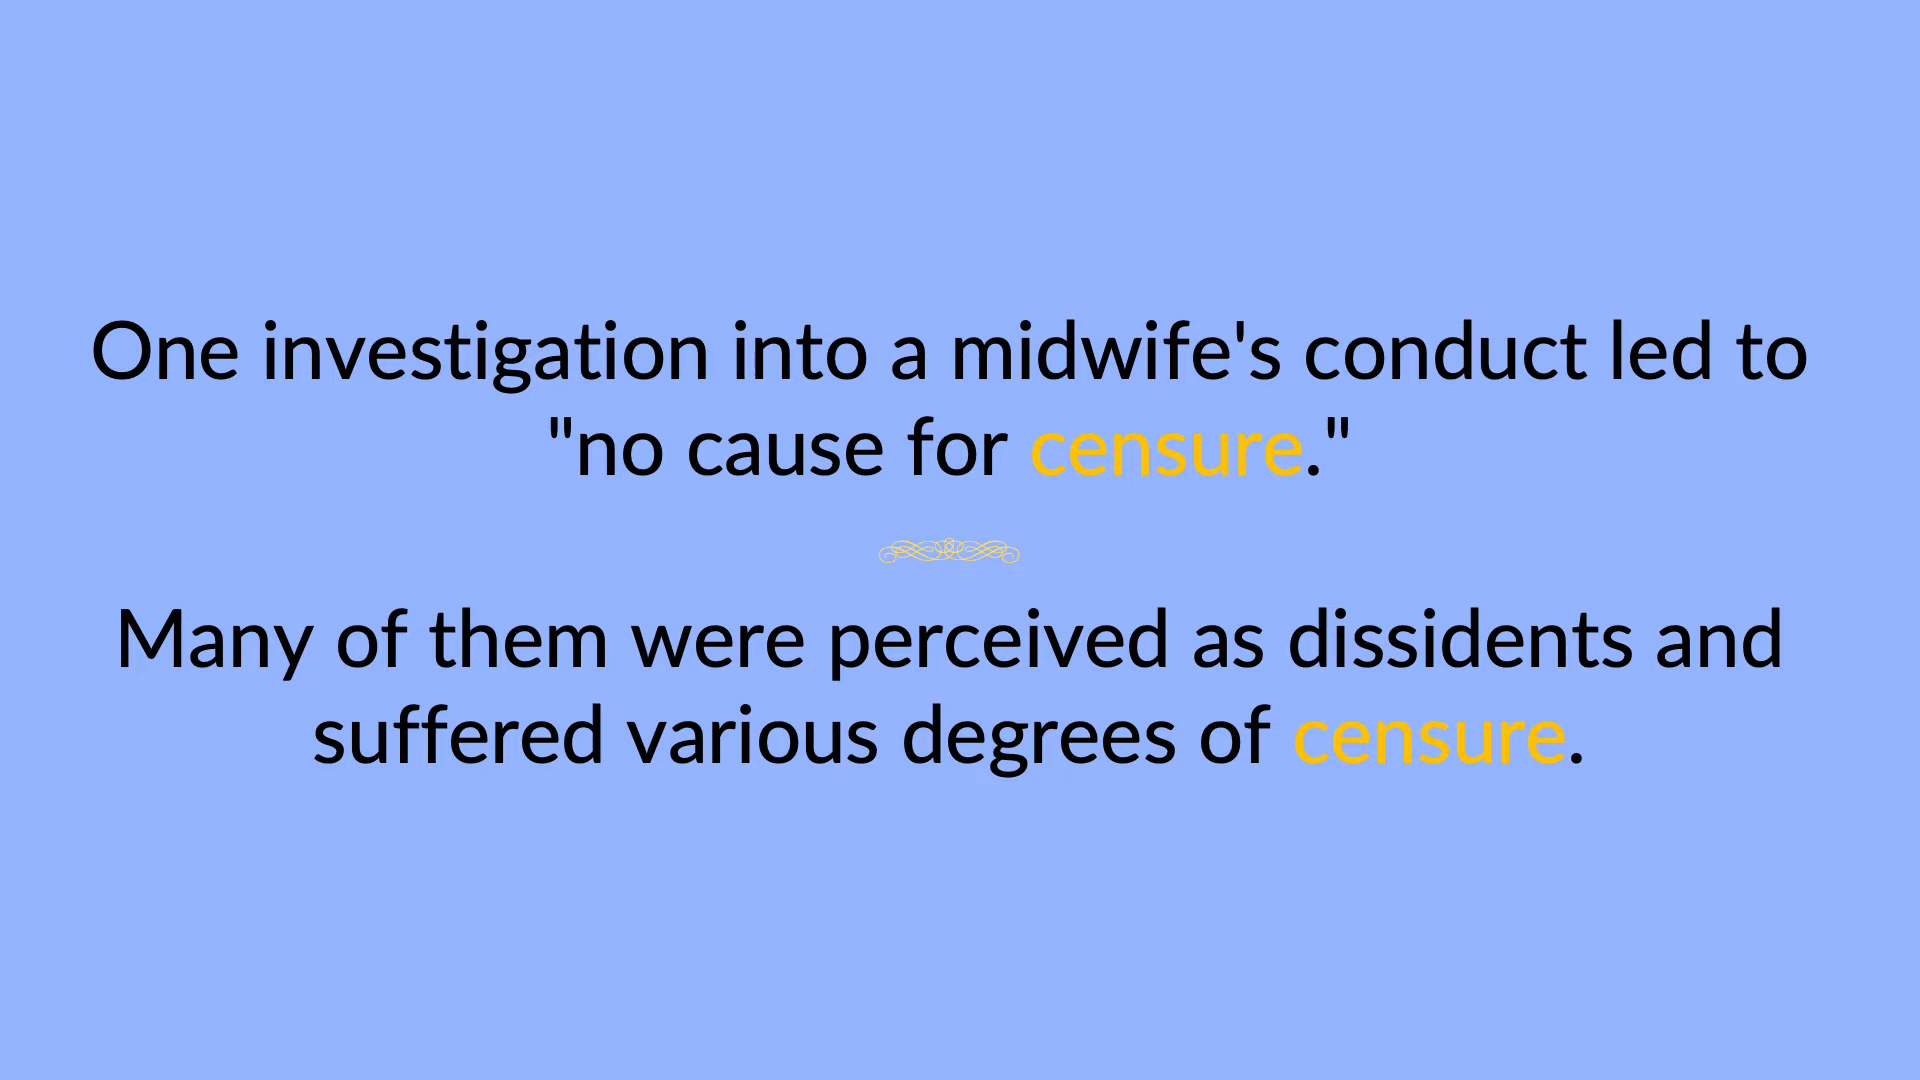 One investigation into a midwife's conduct led to
"no cause for censure."
Many of them were perceived as dissidents and
suffered various degrees of censure.